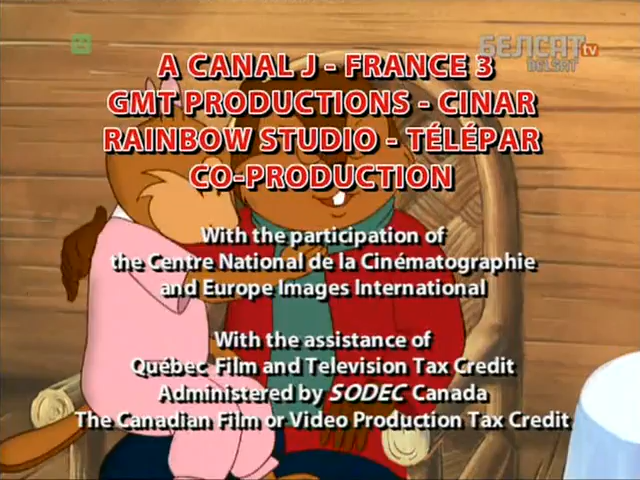 БЕЛСАТ tv
BELSAT
A CANAL J - FRANCE 3
GMT PRODUCTIONS - CINAR
RAINBOW STUDIO - TÉLÉPAR
CO-PRODUCTION
With the participation of
the Centre National de la Cinématographie
and Europe Images International
With the assistance of
Québec Film and Television Tax Credit
Administered by SODEC Canada
The Canadian Film or Video Production Tax Credit